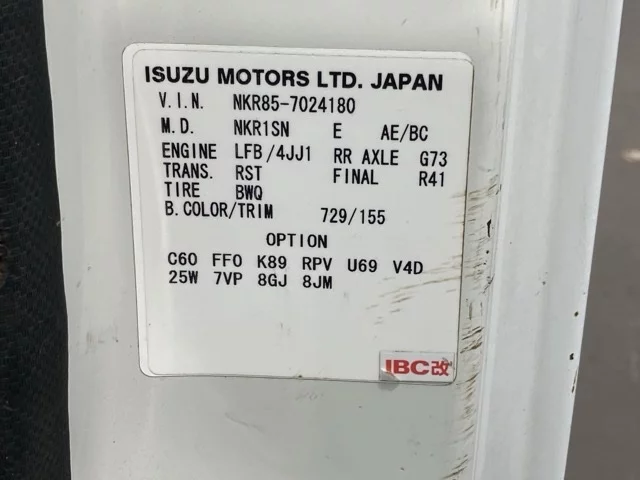 ISUZU MOTORS LTD. JAPAN
V.I.N. NKR85-7024180
M.D. NKR1SN E AE/BC
ENGINE LFB/4JJ1 RR AXLE G73
TRANS. RST FINAL R41
TIRE BWQ
B.COLOR/TRIM 729/155
OPTION
C60 FF0 K89 RPV U69 V4D
25W 7VP 8GJ 8JM
IBC改